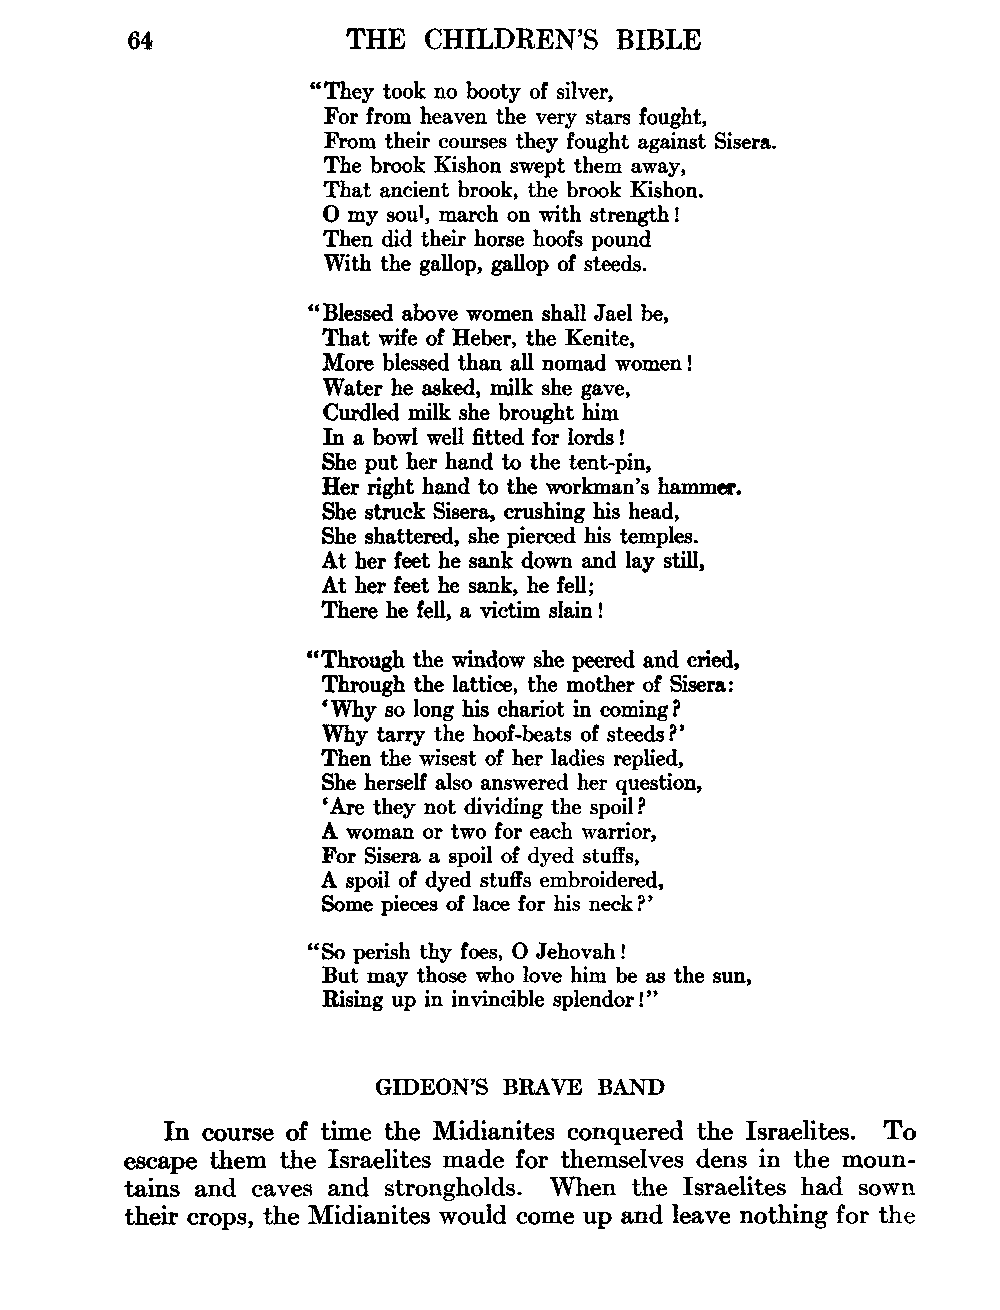 64 THE CHILDREN'S BIBLE
“They took no booty of silver,
For from heaven the very stars fought,
From their courses they fought against Sisera.
The brook Kishon swept them away,
That ancient brook, the brook Kishon.
O my soul, march on with strength!
Then did their horse hoofs pound
With the gallop, gallop of steeds.
“Blessed above women shall Jael be,
That wife of Heber, the Kenite,
More blessed than all nomad women!
Water he asked, milk she gave,
Curdled milk she brought him
In a bowl well fitted for lords!
She put her hand to the tent-pin,
Her right hand to the workman's hammer.
She struck Sisera, crushing his head,
She shattered, she pierced his temples.
At her feet he sank down and lay still,
At her feet he sank, he fell;
There he fell, a victim slain!
“Through the window she peered and cried,
Through the lattice, the mother of Sisera:
‘Why so long his chariot in coming?
Why tarry the hoof-beats of steeds?’
Then the wisest of her ladies replied,
She herself also answered her question,
‘Are they not dividing the spoil?
A woman or two for each warrior,
For Sisera a spoil of dyed stuffs,
A spoil of dyed stuffs embroidered,
Some pieces of lace for his neck?’
“So perish thy foes, O Jehovah!
But may those who love him be as the sun,
Rising up in invincible splendor!”
GIDEON'S BRAVE BAND
In course of time the Midianites conquered the Israelites. To
escape them the Israelites made for themselves dens in the moun-
tains and caves and strongholds. When the Israelites had sown
their crops, the Midianites would come up and leave nothing for the